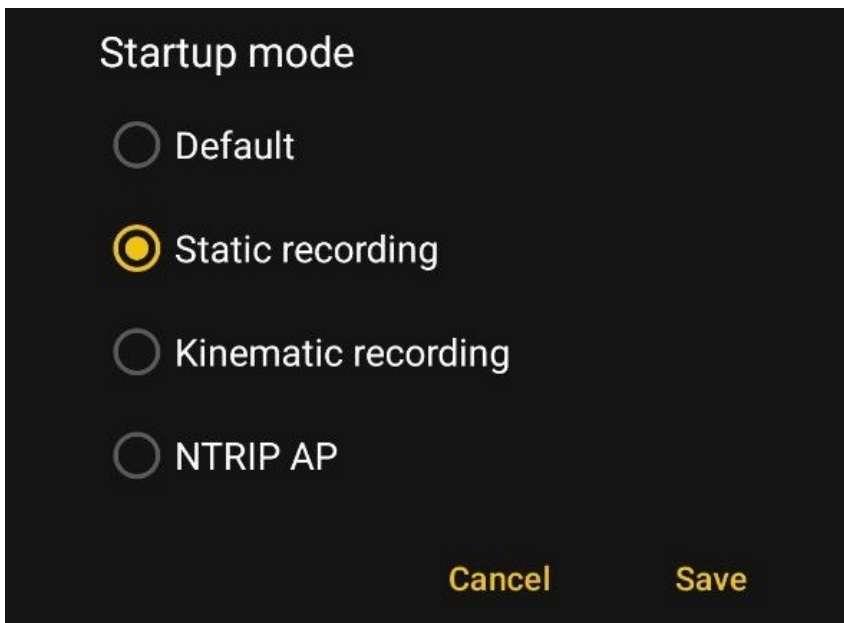 Startup mode
Default
Static recording
Kinematic recording
NTRIP AP
Cancel Save